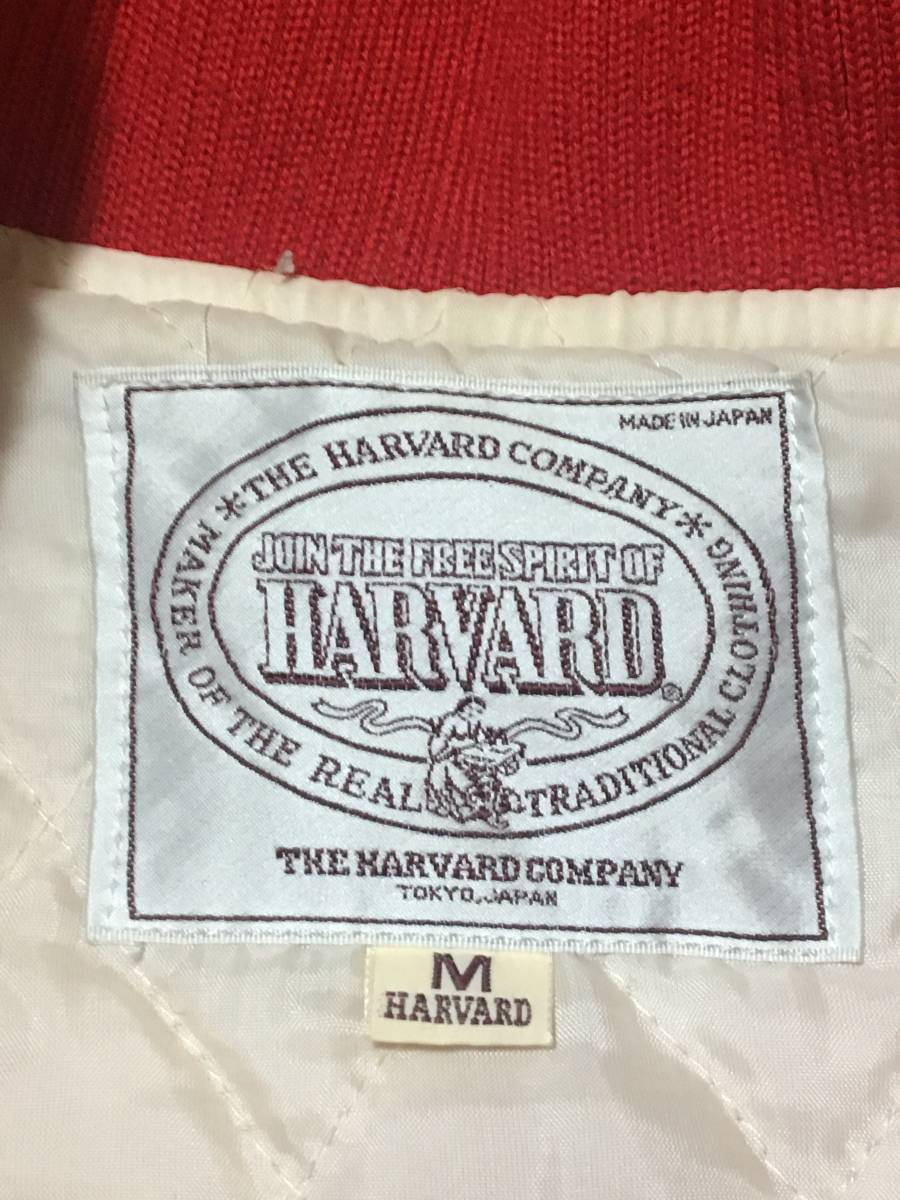 MADE IN JAPAN
*THE HARVARD COMPANY*
JOIN THE FREE SPIRIT OF
HARVARD®
MAKER OF THE REAL TRADITIONAL CLOTHING
THE HARVARD COMPANY
TOKYO, JAPAN
M
HARVARD